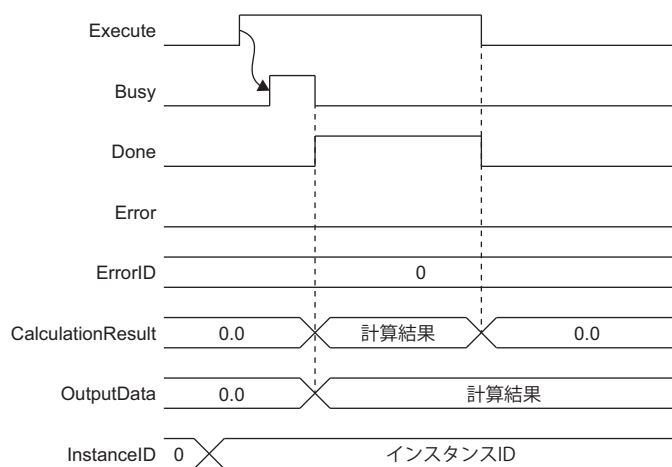 Execute
Busy
Done
Error
ErrorID 0
CalculationResult 0.0 計算結果 0.0
OutputData 0.0 計算結果
InstanceID 0 インスタンスID